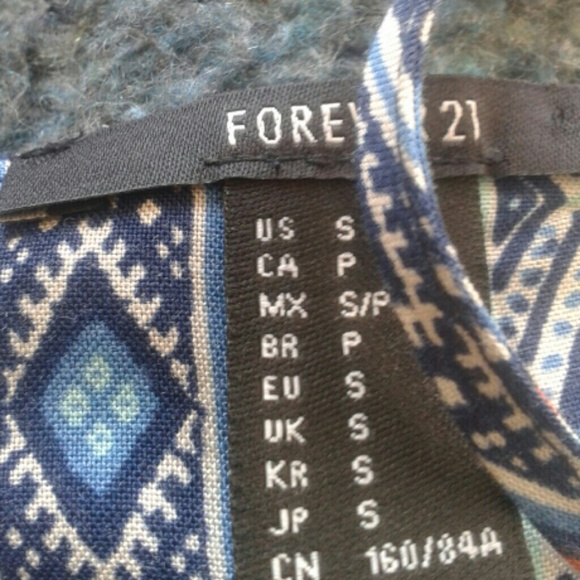 FOREVER 21
US S
CA P
MX S/P
BR P
EU S
UK S
KR S
JP S
CN 160/84A